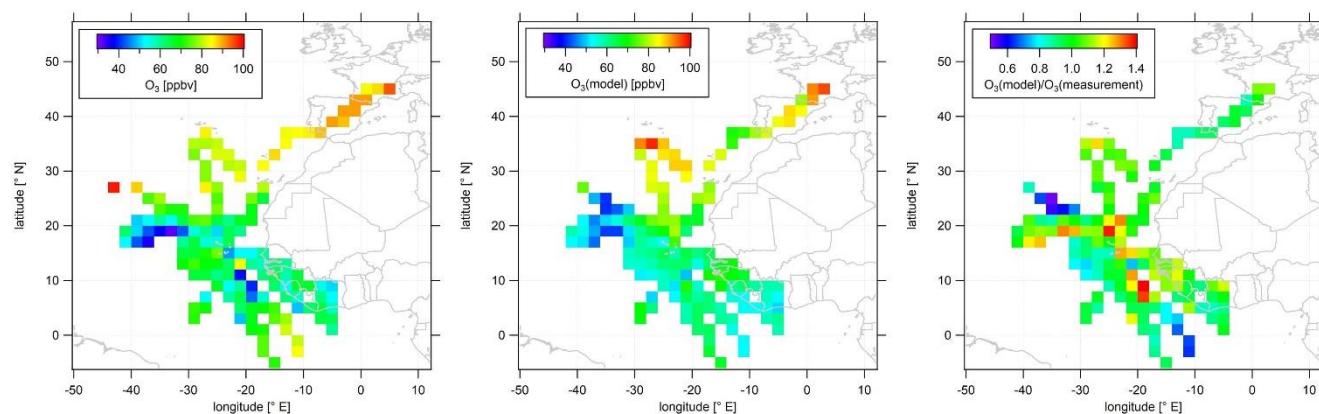 40 60 80 100
O₃ [ppbv]
50
40
30
20
10
0
latitude [° N]
-50 -40 -30 -20 -10 0 10
longitude [° E]
40 60 80 100
O₃(model) [ppbv]
50
40
30
20
10
0
latitude [° N]
-50 -40 -30 -20 -10 0 10
longitude [° E]
0.6 0.8 1.0 1.2 1.4
O₃(model)/O₃(measurement)
50
40
30
20
10
0
latitude [° N]
-50 -40 -30 -20 -10 0 10
longitude [° E]